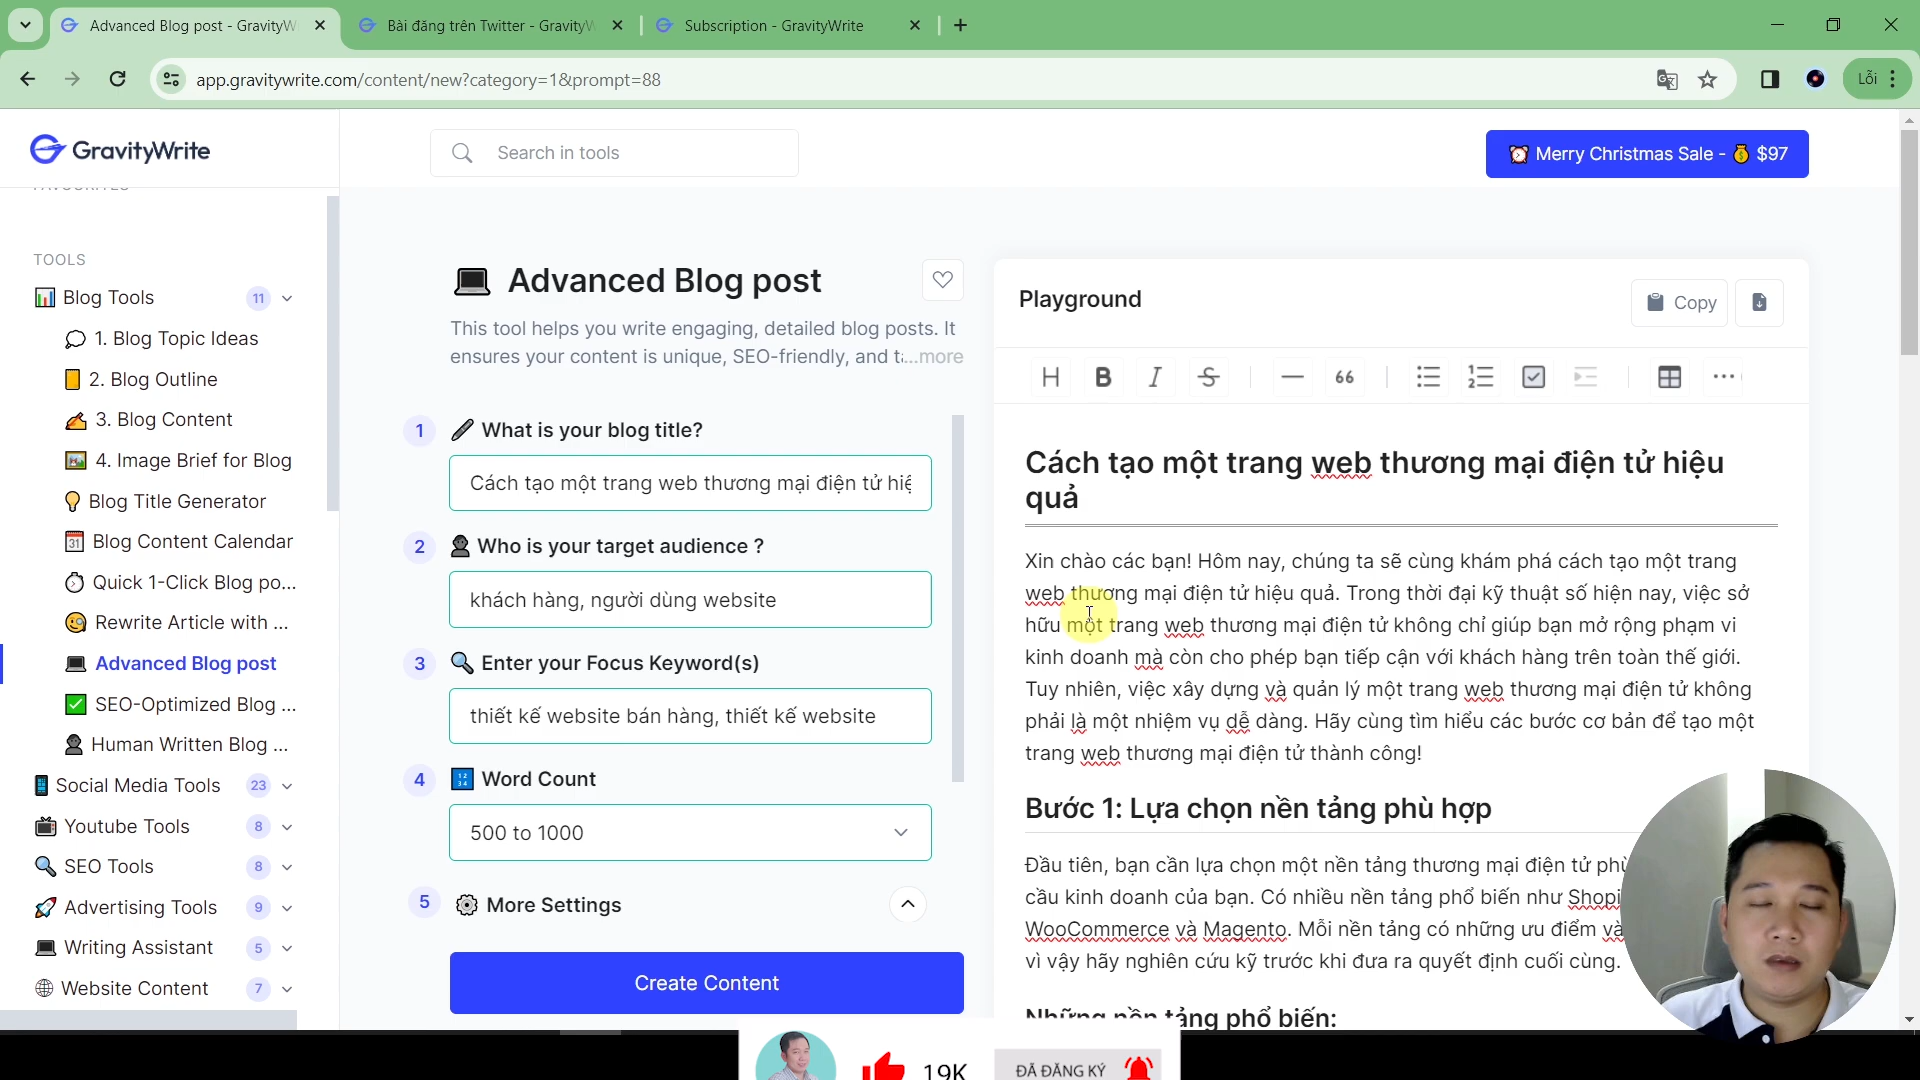 Advanced Blog post - GravityW
Bài đăng trên Twitter - GravityW
Subscription - GravityWrite
app.gravitywrite.com/content/new?category=1&prompt=88
Lỗi
GravityWrite
Search in tools
Merry Christmas Sale - $97
TOOLS
Blog Tools 11
1. Blog Topic Ideas
2. Blog Outline
3. Blog Content
4. Image Brief for Blog
Blog Title Generator
Blog Content Calendar
Quick 1-Click Blog po...
Rewrite Article with ...
Advanced Blog post
SEO-Optimized Blog ...
Human Written Blog ...
Social Media Tools 23
Youtube Tools 8
SEO Tools 8
Advertising Tools 9
Writing Assistant 5
Website Content 7
Advanced Blog post
This tool helps you write engaging, detailed blog posts. It
ensures your content is unique, SEO-friendly, and t...more
1 What is your blog title?
Cách tạo một trang web thương mại điện tử hiệ
2 Who is your target audience ?
khách hàng, người dùng website
3 Enter your Focus Keyword(s)
thiết kế website bán hàng, thiết kế website
4 Word Count
500 to 1000
5 More Settings
Create Content
Playground
Copy
Cách tạo một trang web thương mại điện tử hiệu
quả
Xin chào các bạn! Hôm nay, chúng ta sẽ cùng khám phá cách tạo một trang
web thương mại điện tử hiệu quả. Trong thời đại kỹ thuật số hiện nay, việc sở
hữu một trang web thương mại điện tử không chỉ giúp bạn mở rộng phạm vi
kinh doanh mà còn cho phép bạn tiếp cận với khách hàng trên toàn thế giới.
Tuy nhiên, việc xây dựng và quản lý một trang web thương mại điện tử không
phải là một nhiệm vụ dễ dàng. Hãy cùng tìm hiểu các bước cơ bản để tạo một
trang web thương mại điện tử thành công!
Bước 1: Lựa chọn nền tảng phù hợp
Đầu tiên, bạn cần lựa chọn một nền tảng thương mại điện tử phù
cầu kinh doanh của bạn. Có nhiều nền tảng phổ biến như Shopi
WooCommerce và Magento. Mỗi nền tảng có những ưu điểm và
vì vậy hãy nghiên cứu kỹ trước khi đưa ra quyết định cuối cùng.
Những nền tảng phổ biến:
19K
ĐÃ ĐĂNG KÝ